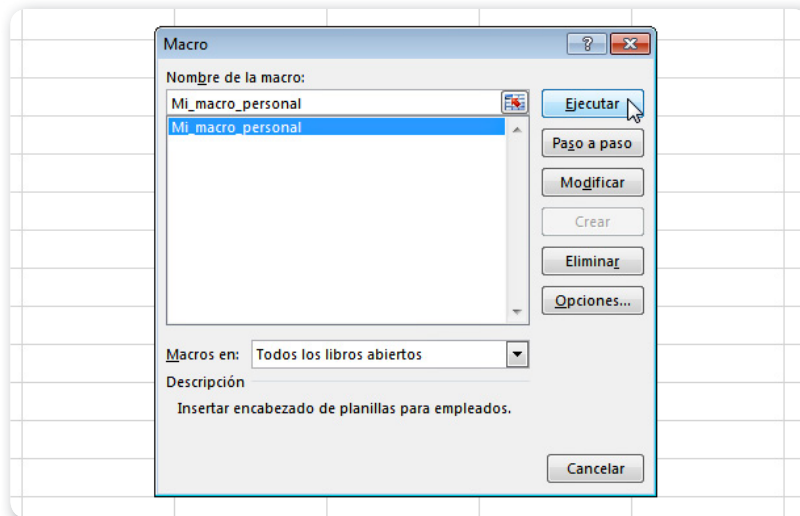 Macro
Nombre de la macro:
Mi_macro_personal
Ejecutar
Mi_macro_personal
Paso a paso
Modificar
Crear
Eliminar
Opciones...
Macros en: Todos los libros abiertos
Descripción
Insertar encabezado de planillas para empleados.
Cancelar